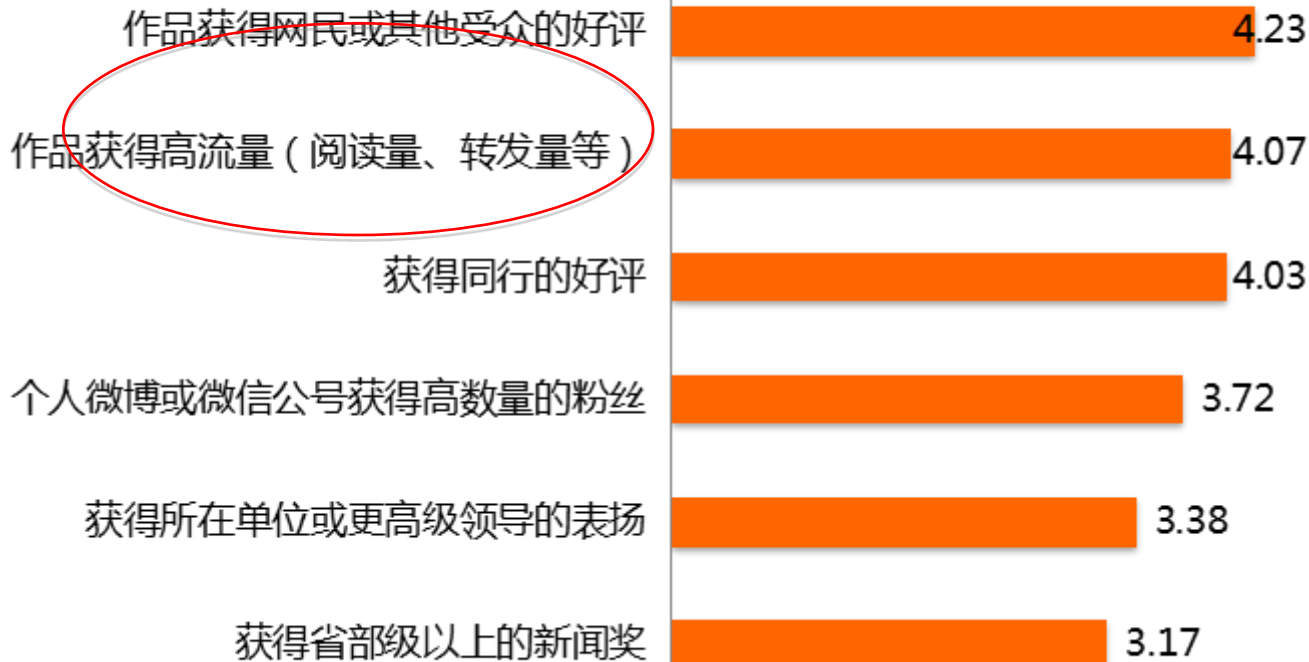 作品获得网民或其他受众的好评 4.23
作品获得高流量（阅读量、转发量等） 4.07
获得同行的好评 4.03
个人微博或微信公号获得高数量的粉丝 3.72
获得所在单位或更高级领导的表扬 3.38
获得省部级以上的新闻奖 3.17